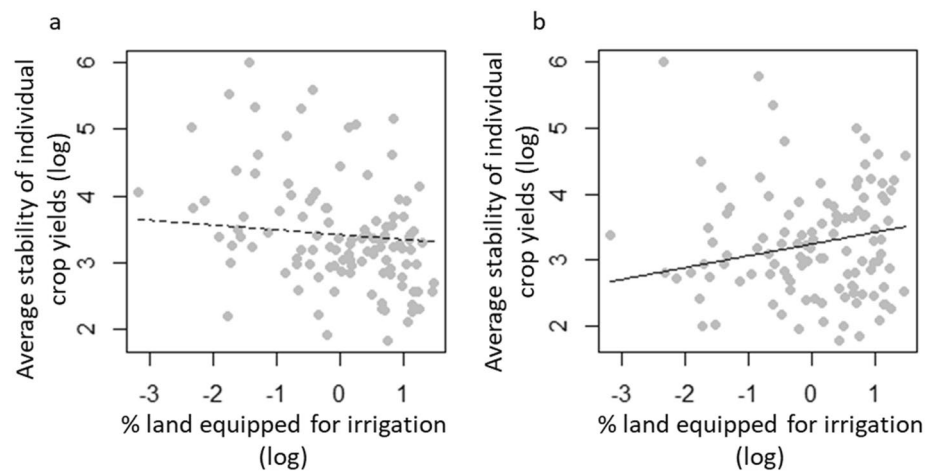 a
Average stability of individual
crop yields (log)
6
5
4
3
2
-3 -2 -1 0 1
% land equipped for irrigation
(log)
b
Average stability of individual
crop yields (log)
6
5
4
3
2
-3 -2 -1 0 1
% land equipped for irrigation
(log)